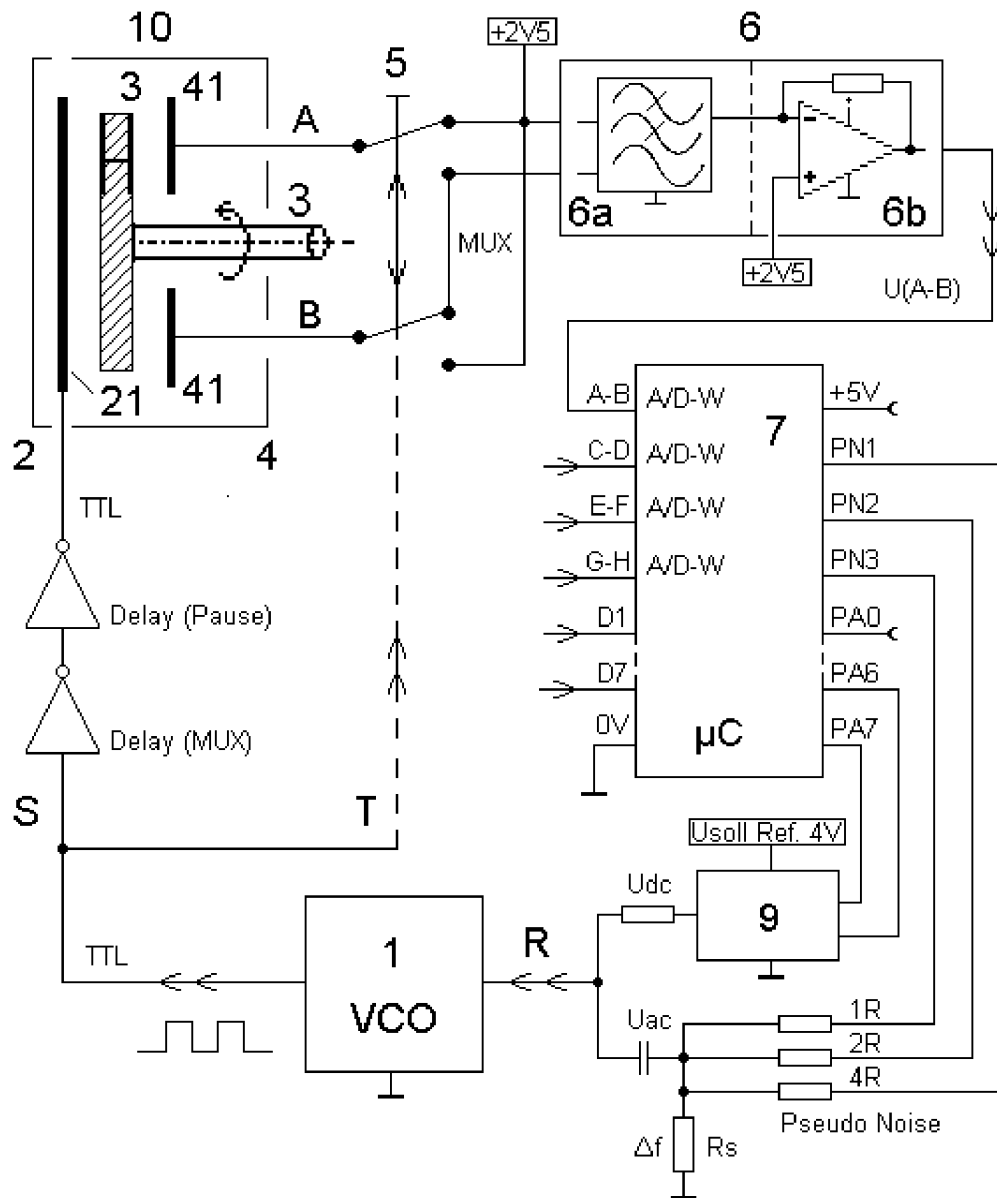 10
+2V5
6
3
41
5
A
3
6a
6b
MUX
+2V5
U(A-B)
B
21
41
2
4
A-B
A/D-W
7
+5V
C-D
A/D-W
PN1
TTL
E-F
A/D-W
PN2
G-H
A/D-W
PN3
Delay (Pause)
D1
PA0
D7
PA6
Delay (MUX)
0V
µC
PA7
S
T
Usoll Ref. 4V
Udc
9
TTL
1
VCO
R
Uac
1R
2R
4R
Pseudo Noise
Δf
Rs